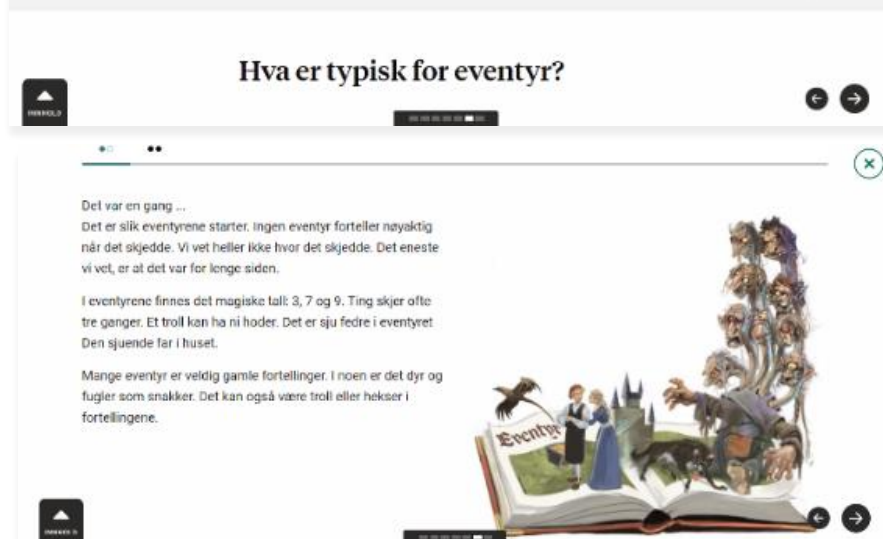 Hva er typisk for eventyr?
INNHOLD
Det var en gang ...
Det er slik eventyrene starter. Ingen eventyr forteller nøyaktig
når det skjedde. Vi vet heller ikke hvor det skjedde. Det eneste
vi vet, er at det var for lenge siden.
I eventyrene finnes det magiske tall: 3, 7 og 9. Ting skjer ofte
tre ganger. Et troll kan ha ni hoder. Det er sju fedre i eventyret
Den sjuende far i huset.
Mange eventyr er veldig gamle fortellinger. I noen er det dyr og
fugler som snakker. Det kan også være troll eller hekser i
fortellingene.
Eventyr